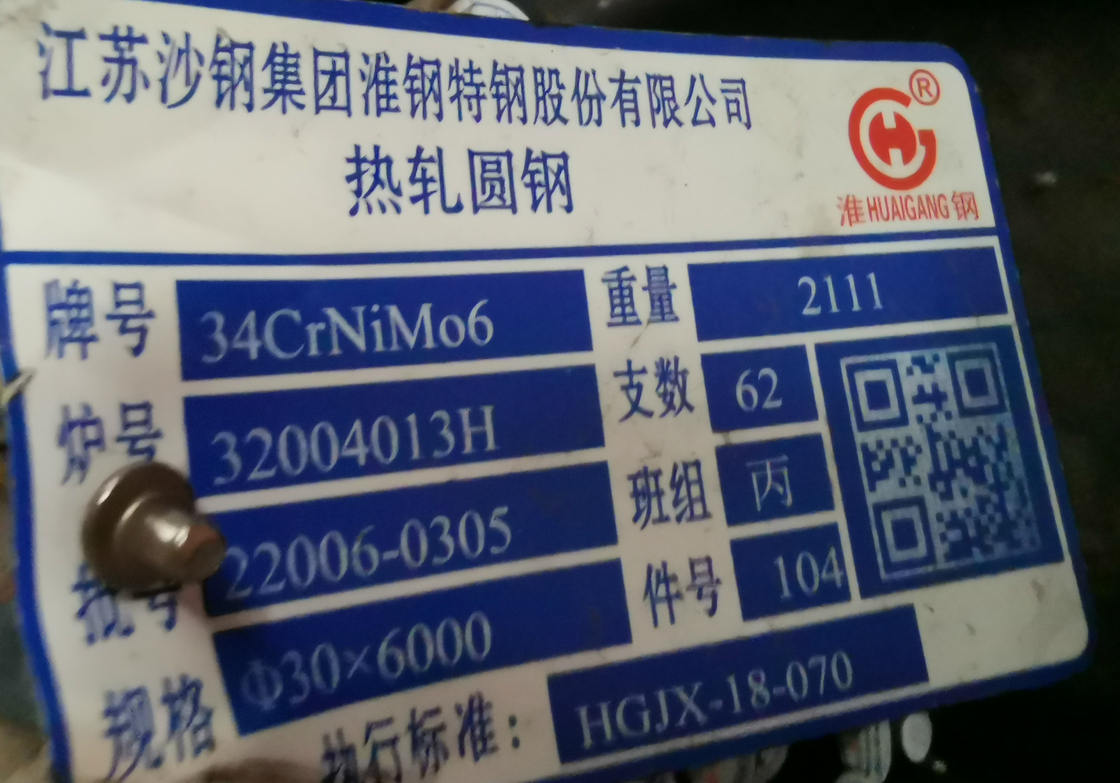 江苏沙钢集团淮钢特钢股份有限公司
®
淮HUAIGANG钢
热轧圆钢
牌号 34CrNiMo6 重量 2111
炉号 32004013H 支数 62
批号 22006-0305 班组 丙
规格 Φ30×6000 件号 104
执行标准： HGJX-18-070